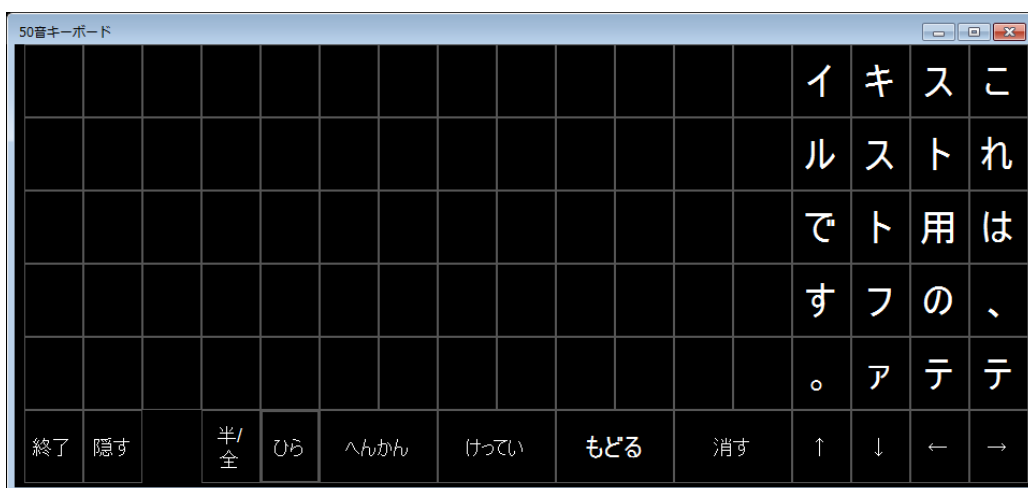 50音キーボード
これは、テ
スト用のテ
キストファ
イルです。
終了 隠す 半/全 ひら へんかん けってい もどる 消す ↑ ↓ ← →